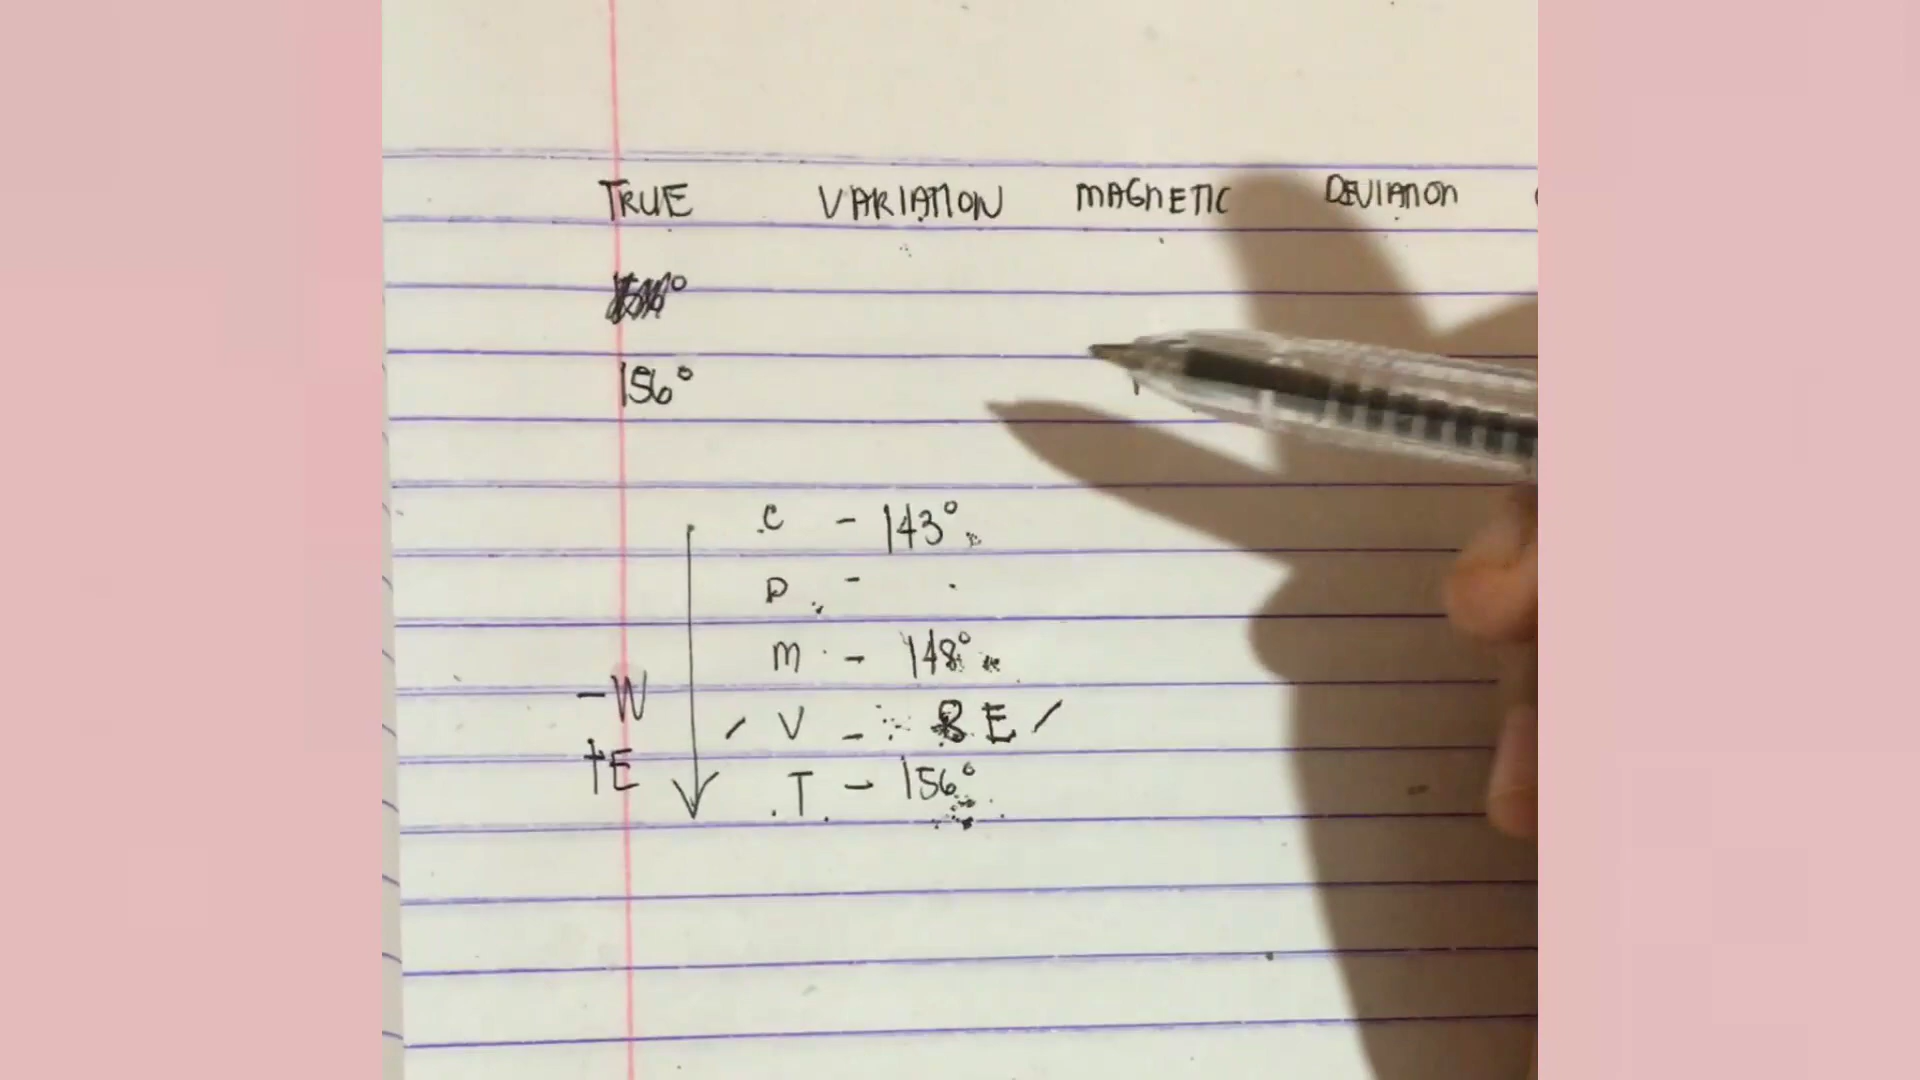 TRUE VARIATION MAGNETIC DEVIATION
156°
C - 143°
D -
M - 148°
-W
V - 8 E
+E
T - 156°